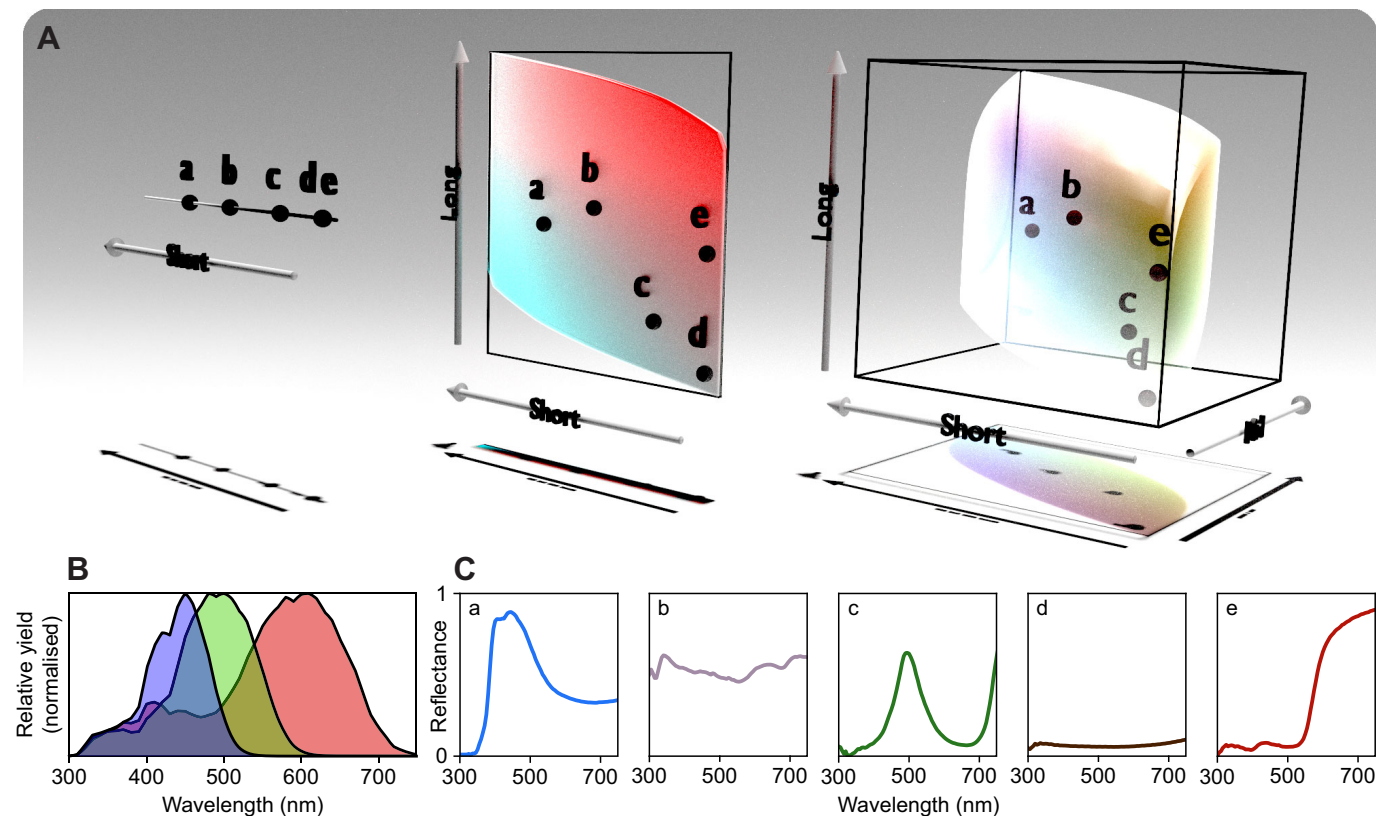 A
a b c d e
Short
Long
a b
e
c
d
Short
Long
a b
e
c
d
Short
B
C
Relative yield
(normalised)
300 400 500 600 700
Wavelength (nm)
Reflectance
1
0
a
300 500 700
b
300 500 700
c
300 500 700
d
300 500 700
e
300 500 700
Wavelength (nm)